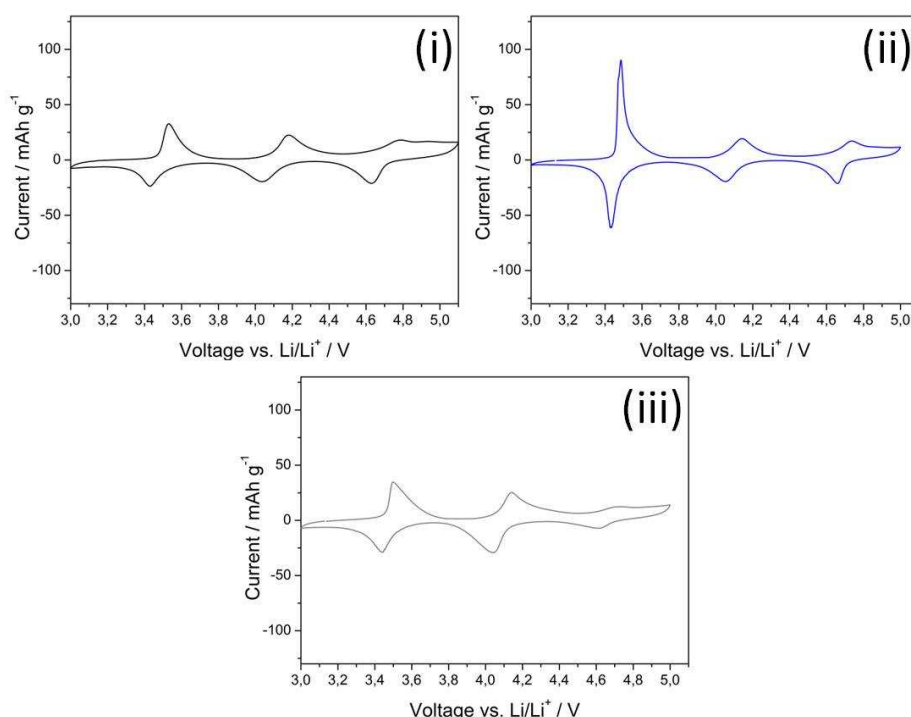 (i)
100
50
0
-50
-100
Current / mAh g⁻¹
3,0 3,2 3,4 3,6 3,8 4,0 4,2 4,4 4,6 4,8 5,0
Voltage vs. Li/Li⁺ / V
(ii)
100
50
0
-50
-100
Current / mAh g⁻¹
3,0 3,2 3,4 3,6 3,8 4,0 4,2 4,4 4,6 4,8 5,0
Voltage vs. Li/Li⁺ / V
(iii)
100
50
0
-50
-100
Current / mAh g⁻¹
3,0 3,2 3,4 3,6 3,8 4,0 4,2 4,4 4,6 4,8 5,0
Voltage vs. Li/Li⁺ / V